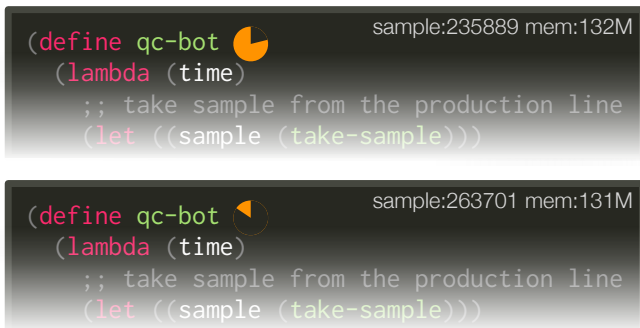 sample:235889 mem:132M
(define qc-bot
(lambda (time)
;; take sample from the production line
(let ((sample (take-sample)))
sample:263701 mem:131M
(define qc-bot
(lambda (time)
;; take sample from the production line
(let ((sample (take-sample)))